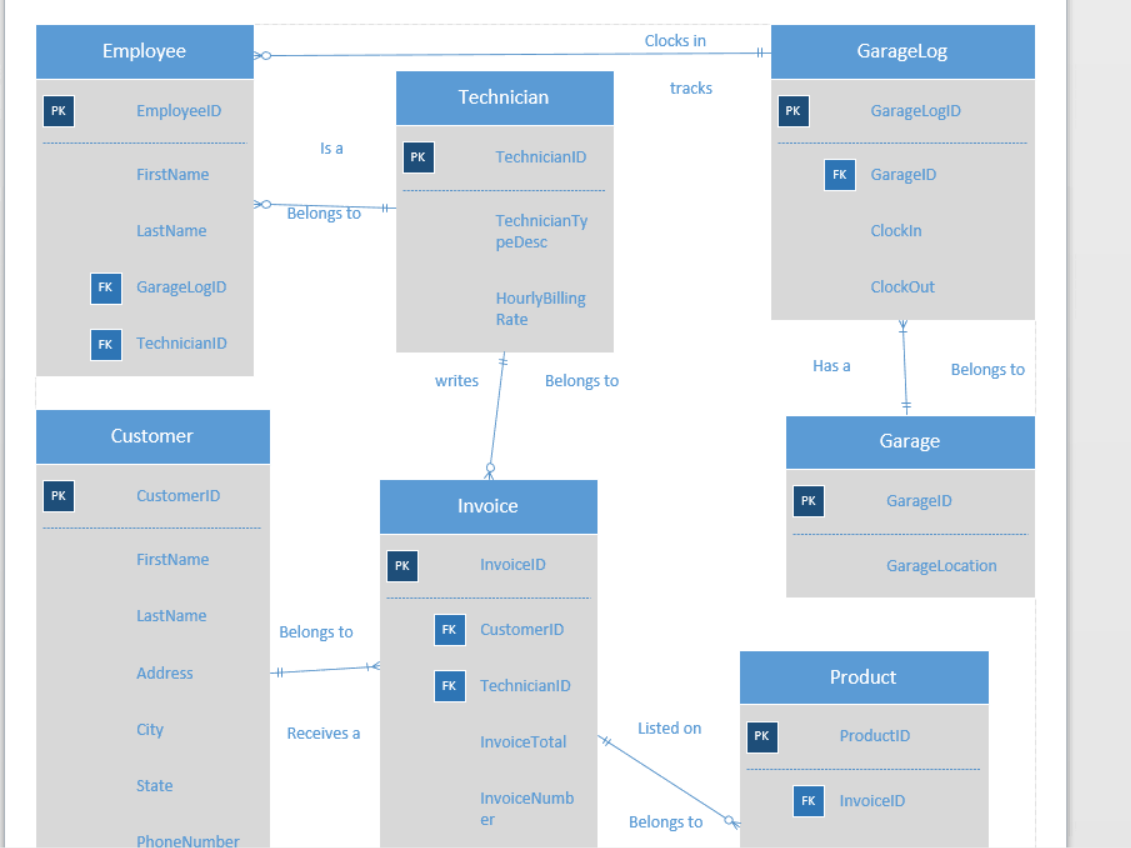 Employee
PK EmployeeID
FirstName
LastName
FK GarageLogID
FK TechnicianID
Clocks in
tracks
Is a
Belongs to
Technician
PK TechnicianID
TechnicianTy
peDesc
HourlyBilling
Rate
GarageLog
PK GarageLogID
FK GarageID
ClockIn
ClockOut
writes
Belongs to
Has a
Belongs to
Garage
PK GarageID
GarageLocation
Customer
PK CustomerID
FirstName
LastName
Address
City
State
PhoneNumber
Belongs to
Receives a
Invoice
PK InvoiceID
FK CustomerID
FK TechnicianID
InvoiceTotal
InvoiceNumb
er
Listed on
Belongs to
Product
PK ProductID
FK InvoiceID